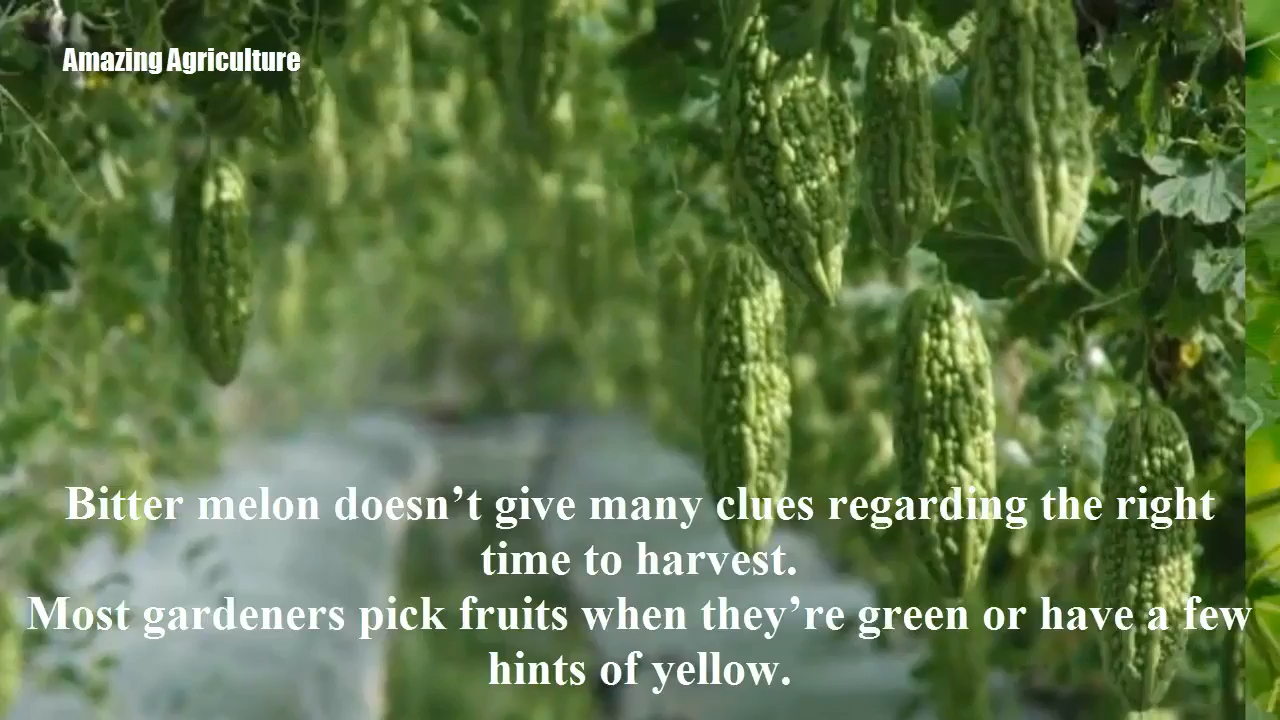 Amazing Agriculture
Bitter melon doesn’t give many clues regarding the right
time to harvest.
Most gardeners pick fruits when they’re green or have a few
hints of yellow.